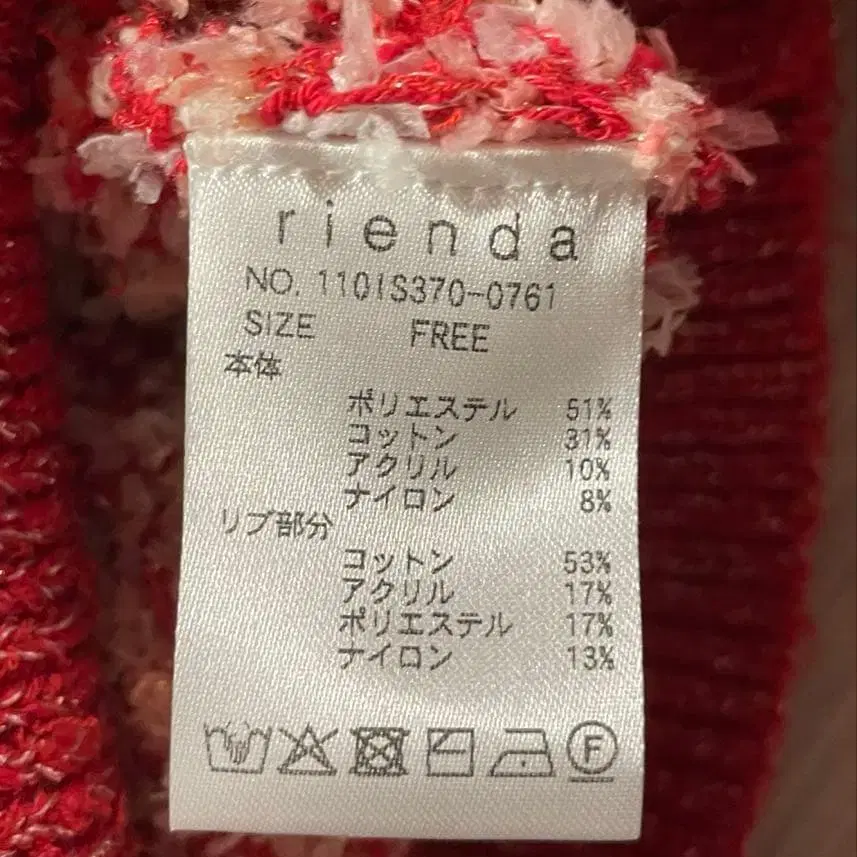 rienda
NO. 110IS370-0761
SIZE FREE
本体
ポリエステル 51%
コットン 31%
アクリル 10%
ナイロン 8%
リブ部分
コットン 53%
アクリル 17%
ポリエステル 17%
ナイロン 13%
F